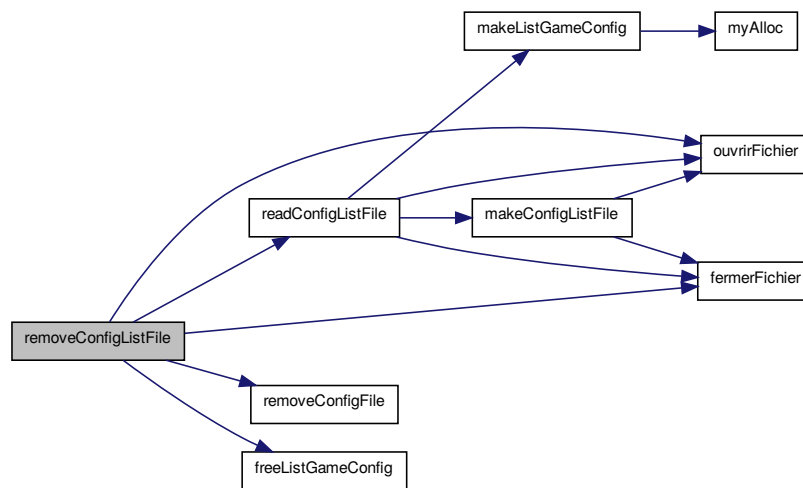 makeListGameConfig
myAlloc
ouvrirFichier
readConfigListFile
makeConfigListFile
fermerFichier
removeConfigListFile
removeConfigFile
freeListGameConfig